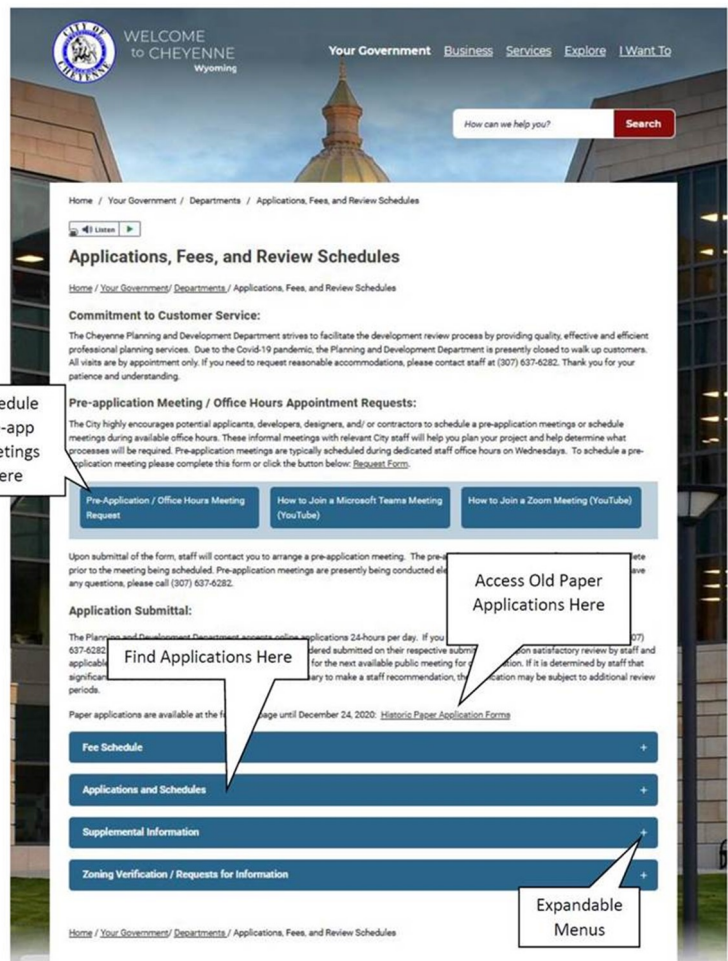 CITY OF CHEYENNE
WELCOME
to CHEYENNE
Wyoming
Your Government Business Services Explore I Want To
How can we help you? Search
Home / Your Government / Departments / Applications, Fees, and Review Schedules
Listen
Applications, Fees, and Review Schedules
Home / Your Government/ Departments / Applications, Fees, and Review Schedules
Commitment to Customer Service:
The Cheyenne Planning and Development Department strives to facilitate the development review process by providing quality, effective and efficient
professional planning services. Due to the Covid-19 pandemic, the Planning and Development Department is presently closed to walk up customers.
All visits are by appointment only. If you need to request reasonable accommodations, please contact staff at (307) 637-6282. Thank you for your
patience and understanding.
edule
-app
etings
ere
Pre-application Meeting / Office Hours Appointment Requests:
The City highly encourages potential applicants, developers, designers, and/ or contractors to schedule a pre-application meetings or schedule
meetings during available office hours. These informal meetings with relevant City staff will help you plan your project and help determine what
processes will be required. Pre-application meetings are typically scheduled during dedicated staff office hours on Wednesdays. To schedule a pre-
application meeting please complete this form or click the button below: Request Form.
Pre-Application / Office Hours Meeting
Request
How to Join a Microsoft Teams Meeting
(YouTube)
How to Join a Zoom Meeting (YouTube)
Upon submittal of the form, staff will contact you to arrange a pre-application meeting. The pre-a lete
prior to the meeting being scheduled. Pre-application meetings are presently being conducted ele ave
any questions, please call (307) 637-6282.
Access Old Paper
Applications Here
Application Submittal:
The Planning and Development Department accepts online applications 24-hours per day. If you 07)
637-6282 dered submitted on their respective submit pon satisfactory review by staff and
applicable for the next available public meeting for c tion. If it is determined by staff that
significan ary to make a staff recommendation, the ication may be subject to additional review
periods.
Find Applications Here
Paper applications are available at the fo page until December 24, 2020: Historic Paper Application Forms
Fee Schedule +
Applications and Schedules +
Supplemental Information +
Zoning Verification / Requests for Information +
Expandable
Menus
Home / Your Government/ Departments / Applications, Fees, and Review Schedules